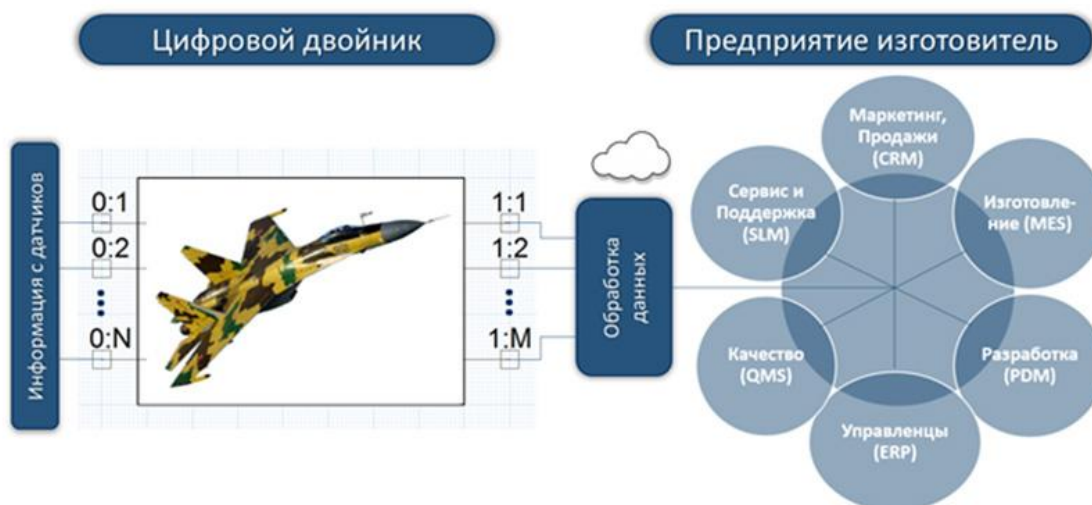 Цифровой двойник
Предприятие изготовитель
Информация с датчиков
0:1
0:2
0:N
1:1
1:2
1:M
Обработка
данных
Маркетинг,
Продажи
(CRM)
Сервис и
Поддержка
(SLM)
Изготовле-
ние (MES)
Качество
(QMS)
Разработка
(PDM)
Управленцы
(ERP)